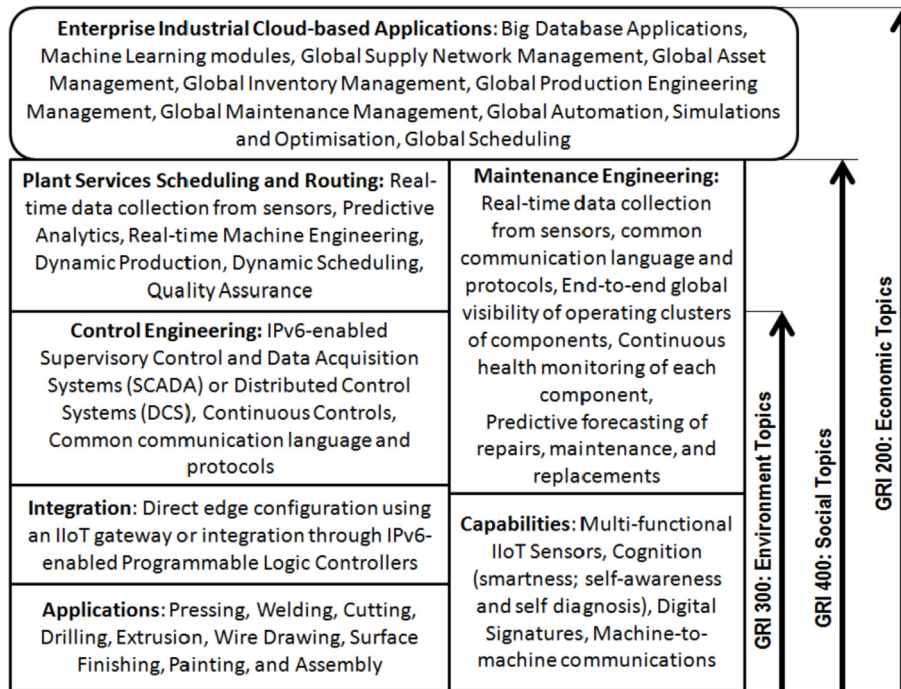 Enterprise Industrial Cloud-based Applications: Big Database Applications,
Machine Learning modules, Global Supply Network Management, Global Asset
Management, Global Inventory Management, Global Production Engineering
Management, Global Maintenance Management, Global Automation, Simulations
and Optimisation, Global Scheduling
Plant Services Scheduling and Routing: Real-
time data collection from sensors, Predictive
Analytics, Real-time Machine Engineering,
Dynamic Production, Dynamic Scheduling,
Quality Assurance
Control Engineering: IPv6-enabled
Supervisory Control and Data Acquisition
Systems (SCADA) or Distributed Control
Systems (DCS), Continuous Controls,
Common communication language and
protocols
Integration: Direct edge configuration using
an IIoT gateway or integration through IPv6-
enabled Programmable Logic Controllers
Applications: Pressing, Welding, Cutting,
Drilling, Extrusion, Wire Drawing, Surface
Finishing, Painting, and Assembly
Maintenance Engineering:
Real-time data collection
from sensors, common
communication language and
protocols, End-to-end global
visibility of operating clusters
of components, Continuous
health monitoring of each
component,
Predictive forecasting of
repairs, maintenance, and
replacements
Capabilities: Multi-functional
IIoT Sensors, Cognition
(smartness; self-awareness
and self diagnosis), Digital
Signatures, Machine-to-
machine communications
GRI 300: Environment Topics
GRI 400: Social Topics
GRI 200: Economic Topics